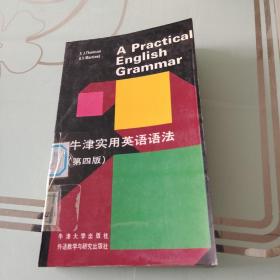 A.J.Thomson
A.V.Martinet
A Practical
English
Grammar
牛津实用英语语法
(第四版)
牛津大学出版社
外语教学与研究出版社